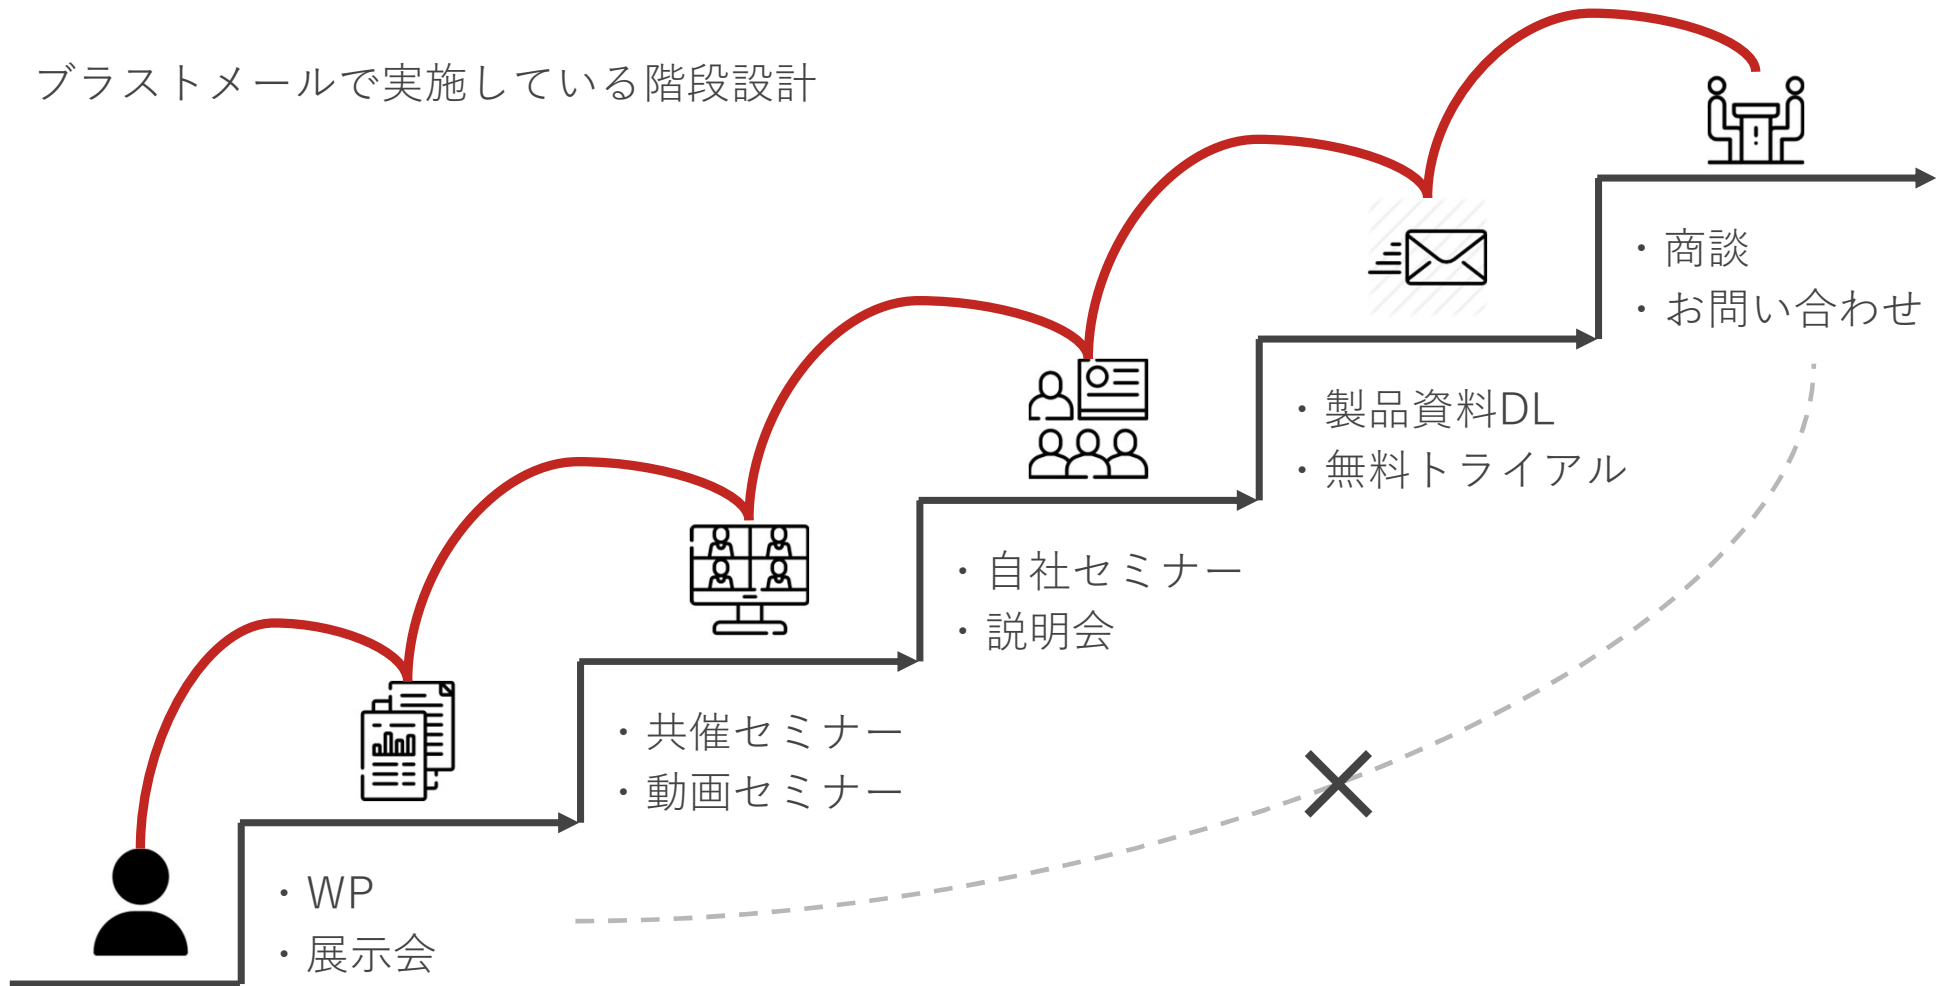 ブラストメールで実施している階段設計
・商談
・お問い合わせ
・製品資料DL
・無料トライアル
・自社セミナー
・説明会
・共催セミナー
・動画セミナー
・WP
・展示会